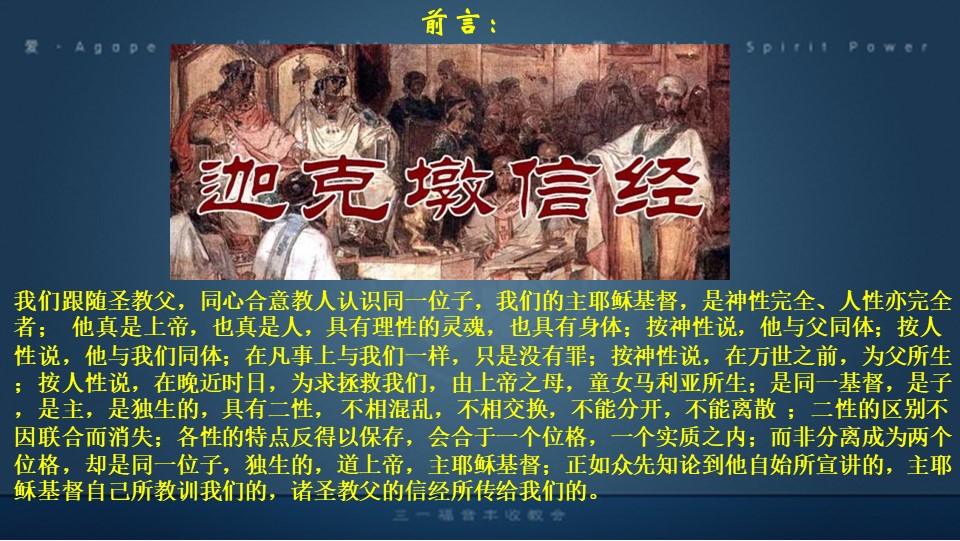 前言：
爱·Agape Spirit Power
迦克墩信经
我们跟随圣教父，同心合意教人认识同一位子，我们的主耶稣基督，是神性完全、人性亦完全
者； 他真是上帝，也真是人，具有理性的灵魂，也具有身体；按神性说，他与父同体；按人
性说，他与我们同体；在凡事上与我们一样，只是没有罪；按神性说，在万世之前，为父所生
；按人性说，在晚近时日，为求拯救我们，由上帝之母，童女马利亚所生；是同一基督，是子
，是主，是独生的，具有二性， 不相混乱，不相交换，不能分开，不能离散 ；二性的区别不
因联合而消失；各性的特点反得以保存，会合于一个位格，一个实质之内；而非分离成为两个
位格，却是同一位子，独生的，道上帝，主耶稣基督；正如众先知论到他自始所宣讲的，主耶
稣基督自己所教训我们的，诸圣教父的信经所传给我们的。
三一福音丰收教会